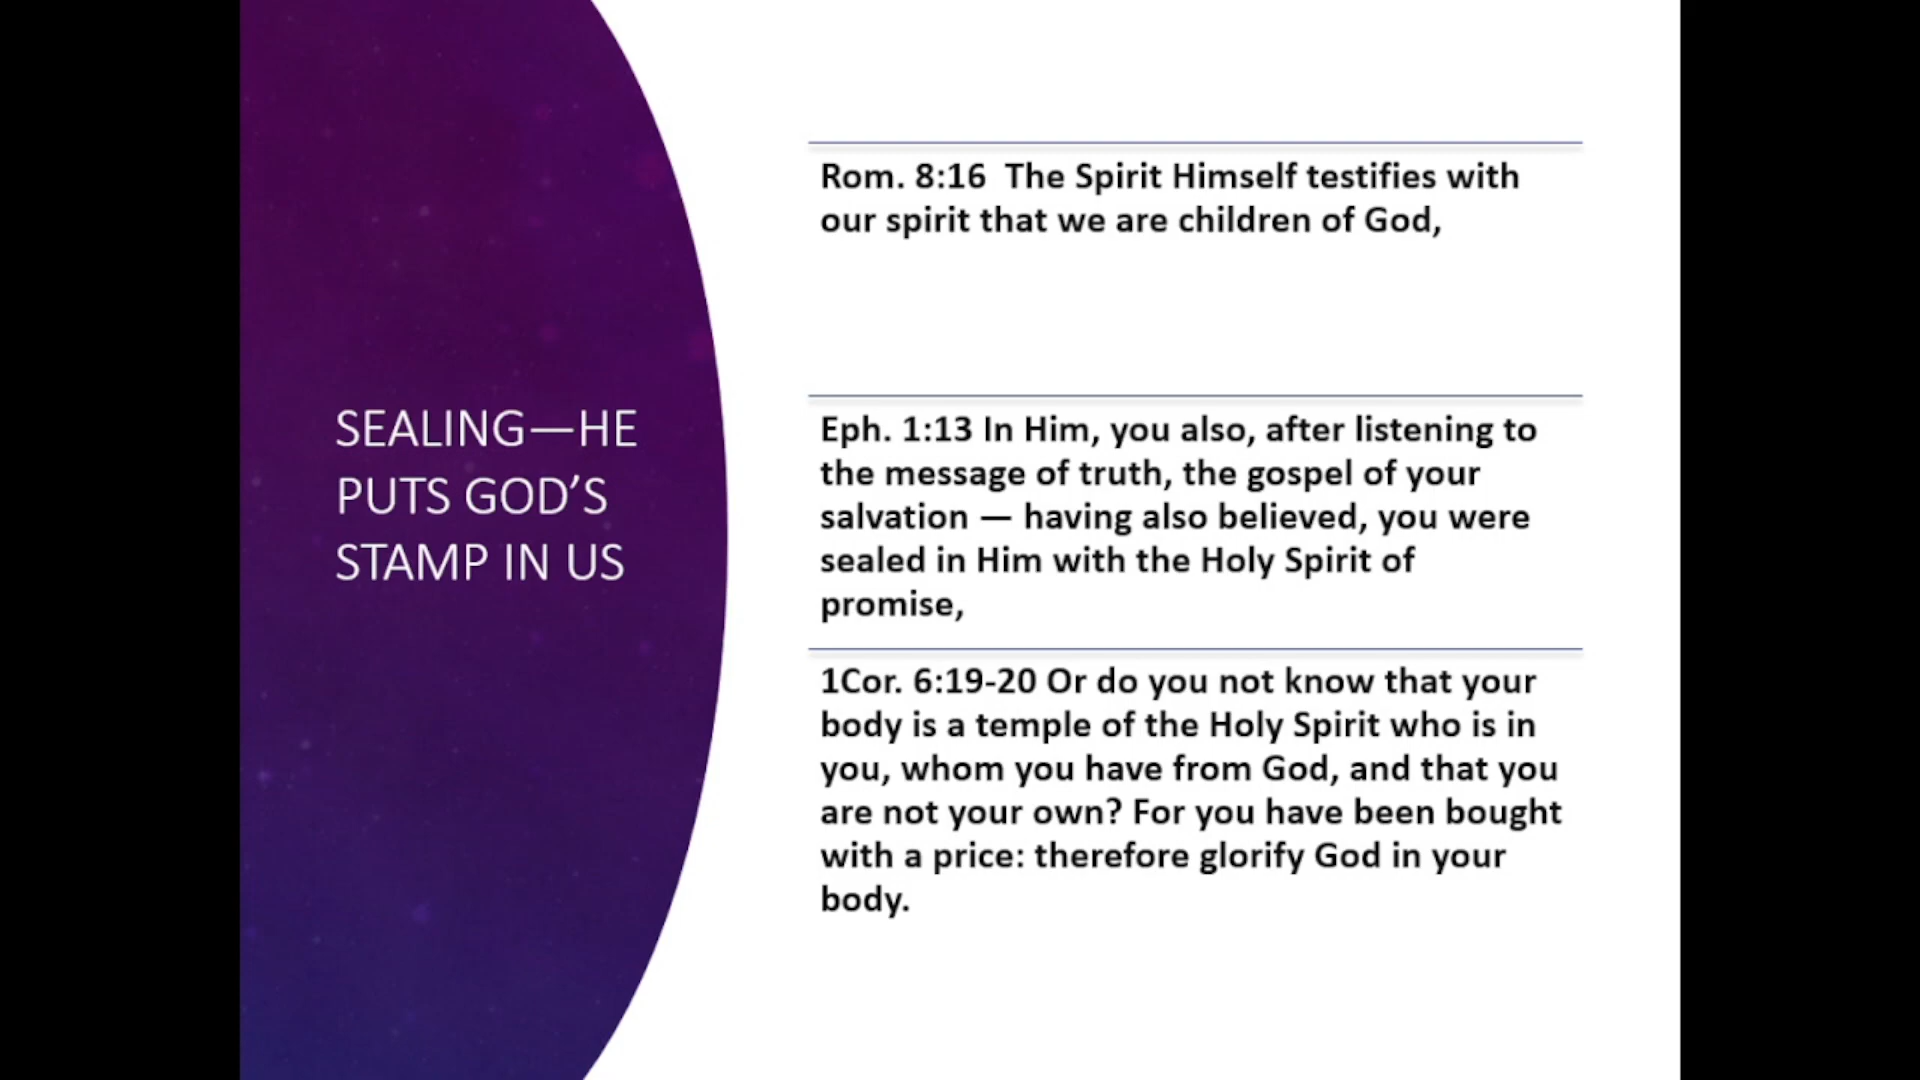 SEALING—HE
PUTS GOD’S
STAMP IN US
Rom. 8:16  The Spirit Himself testifies with
our spirit that we are children of God,
Eph. 1:13 In Him, you also, after listening to
the message of truth, the gospel of your
salvation — having also believed, you were
sealed in Him with the Holy Spirit of
promise,
1Cor. 6:19-20 Or do you not know that your
body is a temple of the Holy Spirit who is in
you, whom you have from God, and that you
are not your own? For you have been bought
with a price: therefore glorify God in your
body.